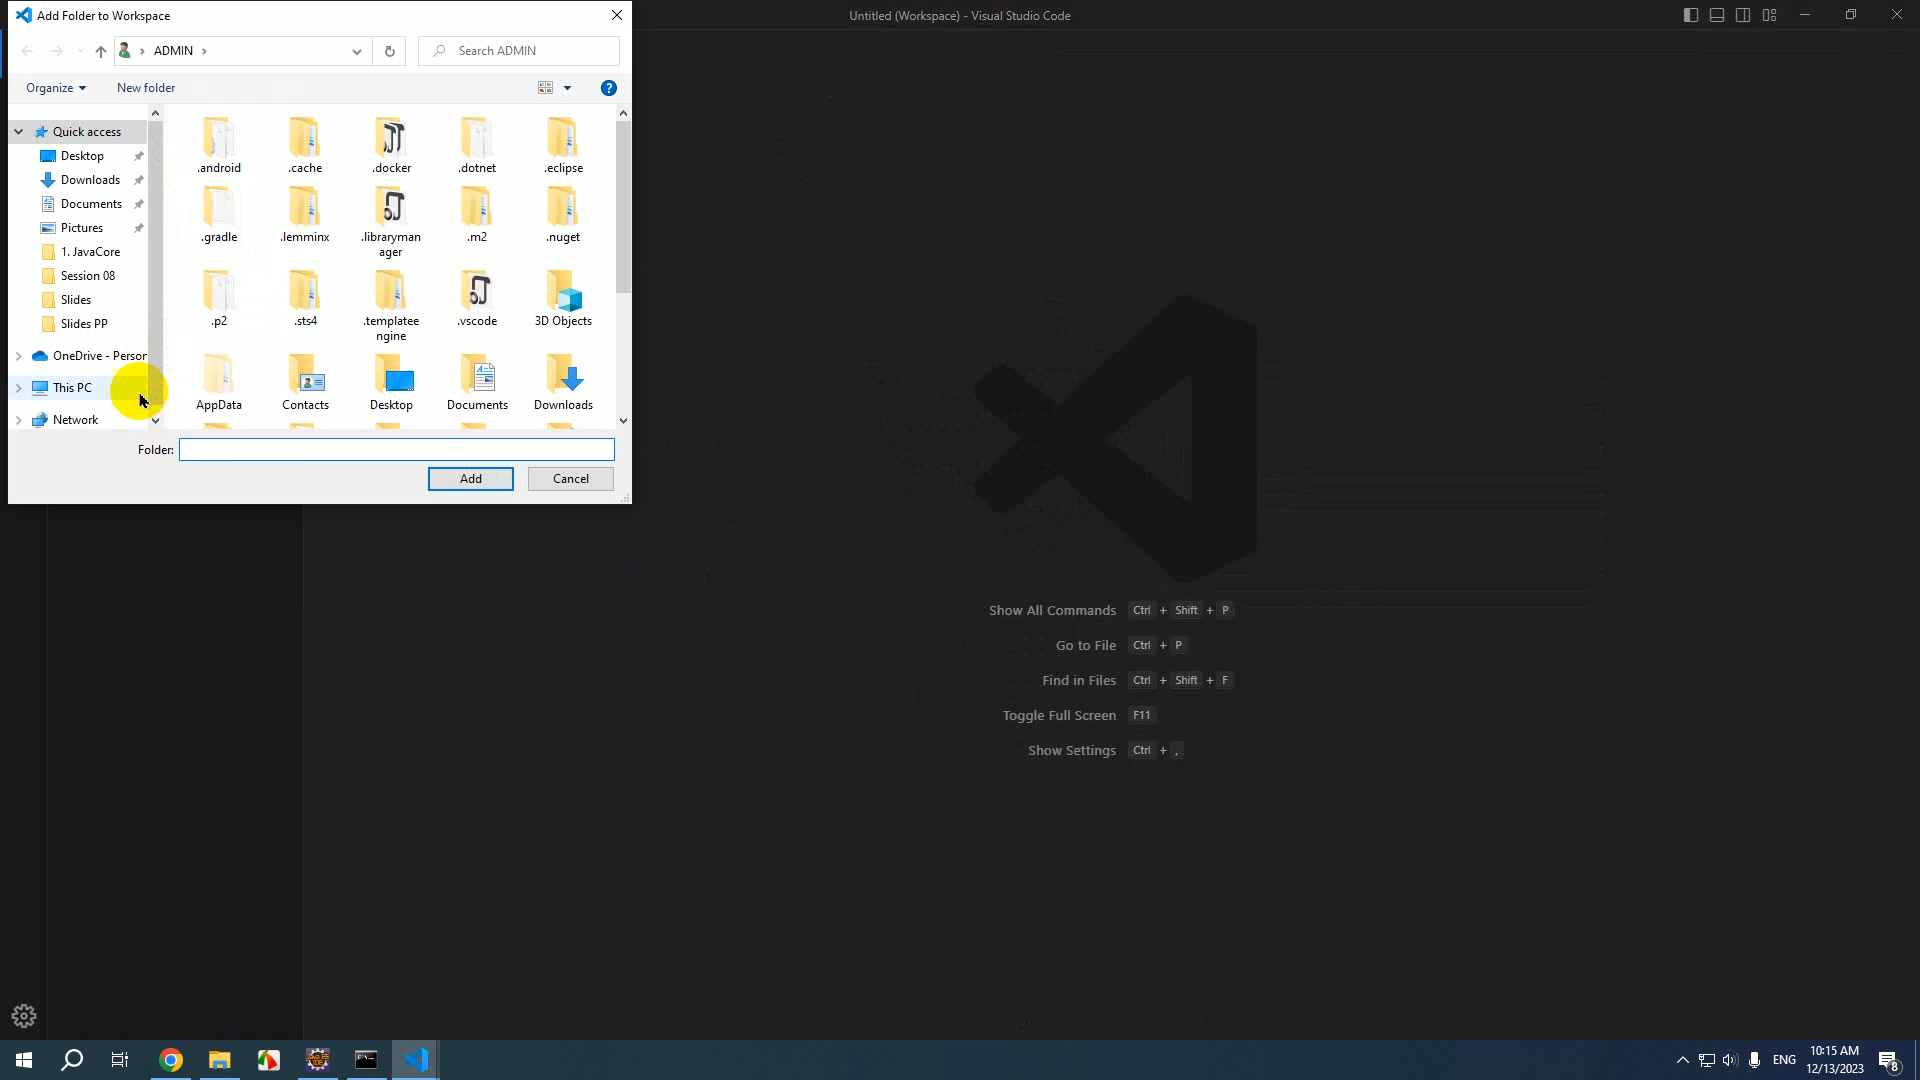 Add Folder to Workspace
Untitled (Workspace) - Visual Studio Code
ADMIN
Search ADMIN
Organize
New folder
?
Quick access
Desktop
Downloads
Documents
Pictures
1. JavaCore
Session 08
Slides
Slides PP
OneDrive - Person
This PC
Network
.android
.cache
.docker
.dotnet
.eclipse
.gradle
.lemminx
.libraryman
ager
.m2
.nuget
.p2
.sts4
.templatee
ngine
.vscode
3D Objects
AppData
Contacts
Desktop
Documents
Downloads
Folder:
Add
Cancel
Show All Commands Ctrl + Shift + P
Go to File Ctrl + P
Find in Files Ctrl + Shift + F
Toggle Full Screen F11
Show Settings Ctrl + ,
ENG
10:15 AM
12/13/2023
8